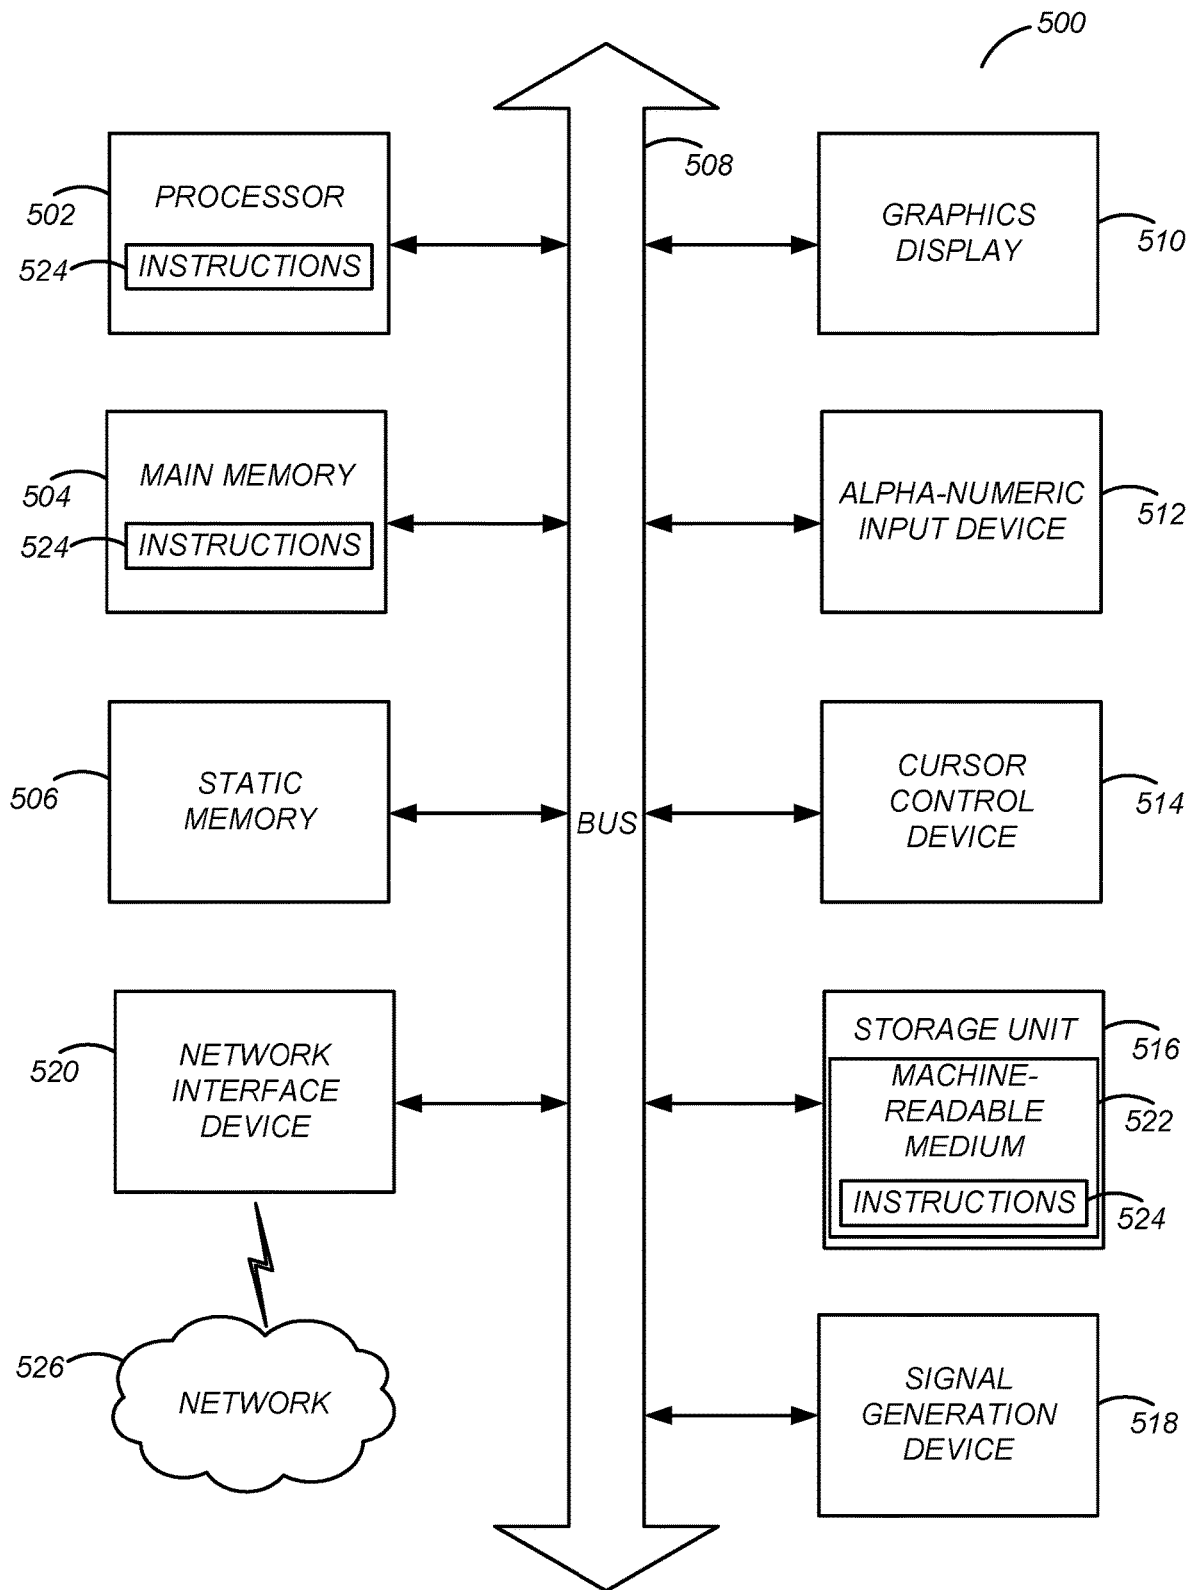 500
508
PROCESSOR
502
INSTRUCTIONS
524
GRAPHICS
DISPLAY
510
MAIN MEMORY
504
INSTRUCTIONS
524
ALPHA-NUMERIC
INPUT DEVICE
512
STATIC
MEMORY
506
BUS
CURSOR
CONTROL
DEVICE
514
NETWORK
INTERFACE
DEVICE
520
STORAGE UNIT
516
MACHINE-
READABLE
MEDIUM
522
INSTRUCTIONS
524
526
NETWORK
SIGNAL
GENERATION
DEVICE
518